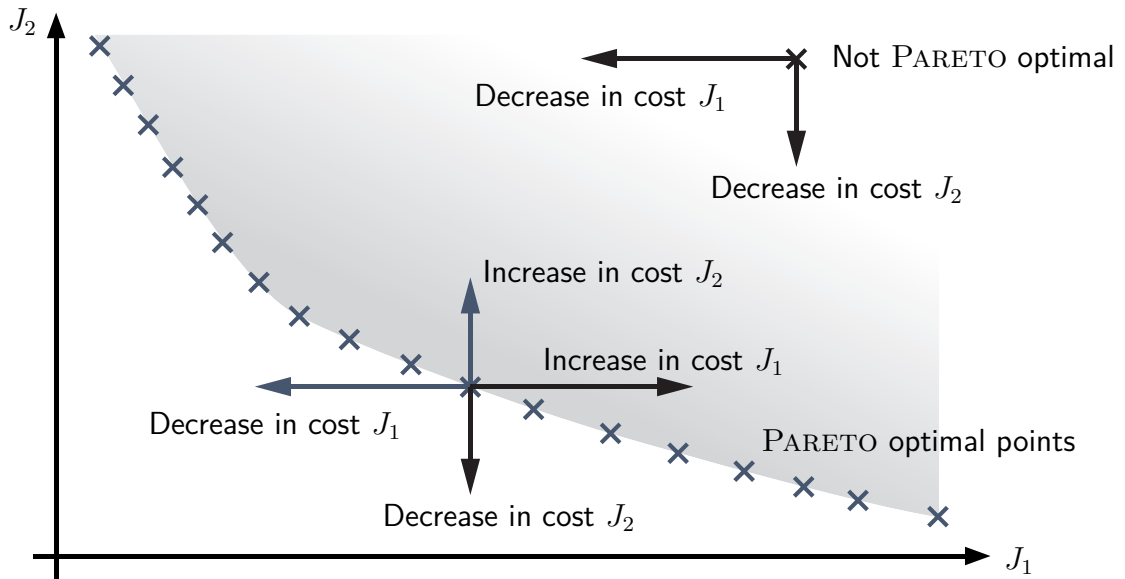 J₂
Not PARETO optimal
Decrease in cost J₁
Decrease in cost J₂
Increase in cost J₂
Increase in cost J₁
Decrease in cost J₁
PARETO optimal points
Decrease in cost J₂
J₁